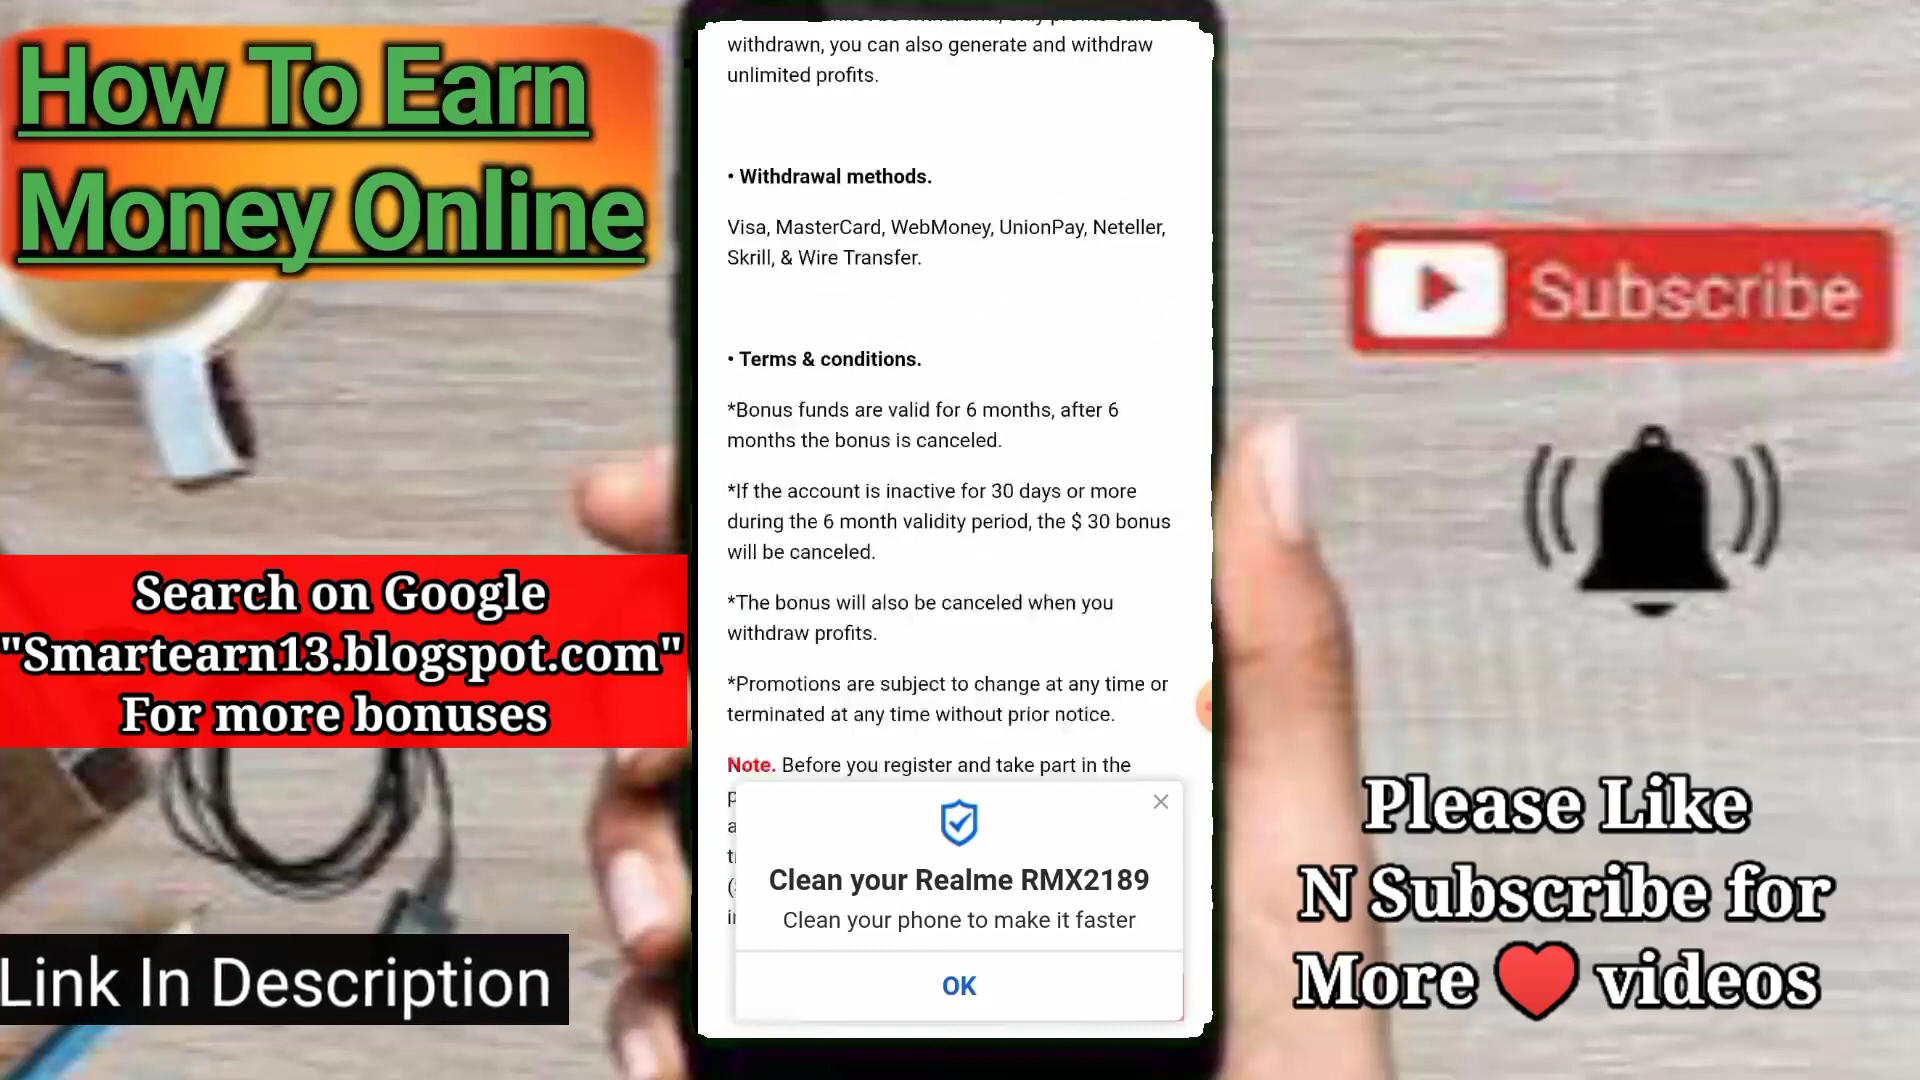 How To Earn
Money Online
withdrawn, you can also generate and withdraw
unlimited profits.
• Withdrawal methods.
Visa, MasterCard, WebMoney, UnionPay, Neteller,
Skrill, & Wire Transfer.
• Terms & conditions.
*Bonus funds are valid for 6 months, after 6
months the bonus is canceled.
*If the account is inactive for 30 days or more
during the 6 month validity period, the $ 30 bonus
will be canceled.
*The bonus will also be canceled when you
withdraw profits.
*Promotions are subject to change at any time or
terminated at any time without prior notice.
Note. Before you register and take part in the
Clean your Realme RMX2189
Clean your phone to make it faster
OK
Search on Google
"Smartearn13.blogspot.com"
For more bonuses
Link In Description
Subscribe
Please Like
N Subscribe for
More ❤️ videos